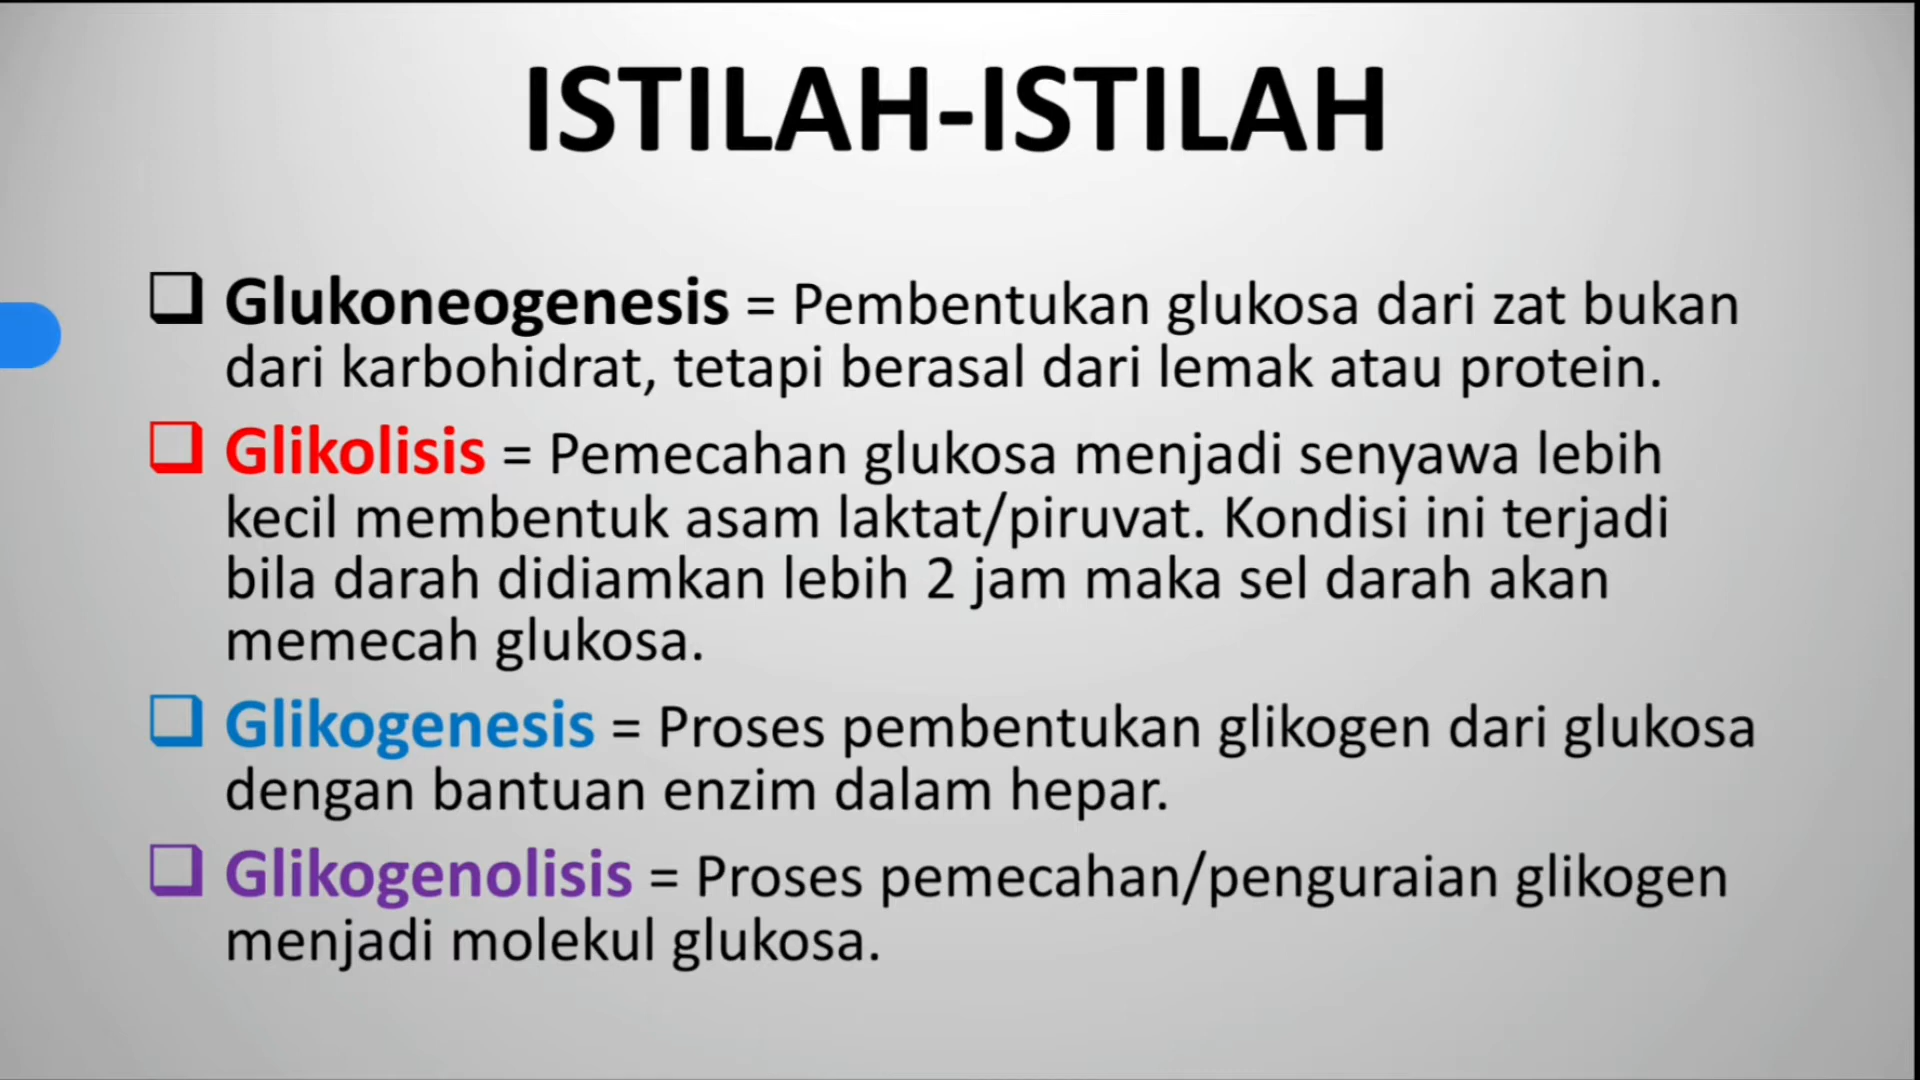 ISTILAH-ISTILAH
Glukoneogenesis = Pembentukan glukosa dari zat bukan
dari karbohidrat, tetapi berasal dari lemak atau protein.
Glikolisis = Pemecahan glukosa menjadi senyawa lebih
kecil membentuk asam laktat/piruvat. Kondisi ini terjadi
bila darah didiamkan lebih 2 jam maka sel darah akan
memecah glukosa.
Glikogenesis = Proses pembentukan glikogen dari glukosa
dengan bantuan enzim dalam hepar.
Glikogenolisis = Proses pemecahan/penguraian glikogen
menjadi molekul glukosa.